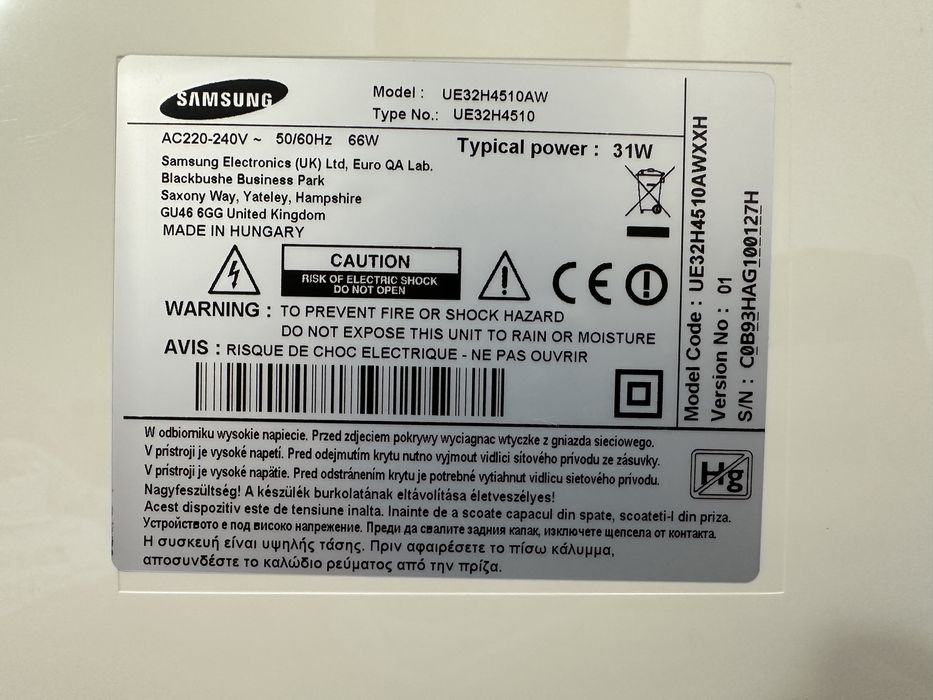 SAMSUNG
Model : UE32H4510AW
Type No.: UE32H4510
AC220-240V ~ 50/60Hz 66W
Typical power : 31W
Samsung Electronics (UK) Ltd, Euro QA Lab.
Blackbushe Business Park
Saxony Way, Yateley, Hampshire
GU46 6GG United Kingdom
MADE IN HUNGARY
CAUTION
RISK OF ELECTRIC SHOCK
DO NOT OPEN
CE
WARNING : TO PREVENT FIRE OR SHOCK HAZARD
DO NOT EXPOSE THIS UNIT TO RAIN OR MOISTURE
AVIS : RISQUE DE CHOC ELECTRIQUE - NE PAS OUVRIR
Model Code : UE32H4510AWXXH
Version No : 01
S/N : C0B93HAG100127H
W odbiorniku wysokie napiecie. Przed zdjeciem pokrywy wyciagnac wtyczke z gniazda sieciowego.
V prístroji je vysoké napetí. Pred odejmutím krytu nutno vyjmout vidlici sítového prívodu ze zásuvky.
V prístroji je vysoké napätie. Pred odstránením krytu je potrebné vytiahnut vidlicu sietového prívodu.
Nagyfeszültség! A készülék burkolatának eltávolítása életveszélyes!
Acest dispozitiv este de tensiune inalta. Inainte de a scoate capacul din spate, scoateti-l din priza.
Устройството е под високо напрежение. Преди да свалите задния капак, изключете щепсела от контакта.
Η συσκευή είναι υψηλής τάσης. Πριν αφαιρέσετε το πίσω κάλυμμα,
αποσυνδέστε το καλώδιο ρεύματος από την πρίζα.
Hg